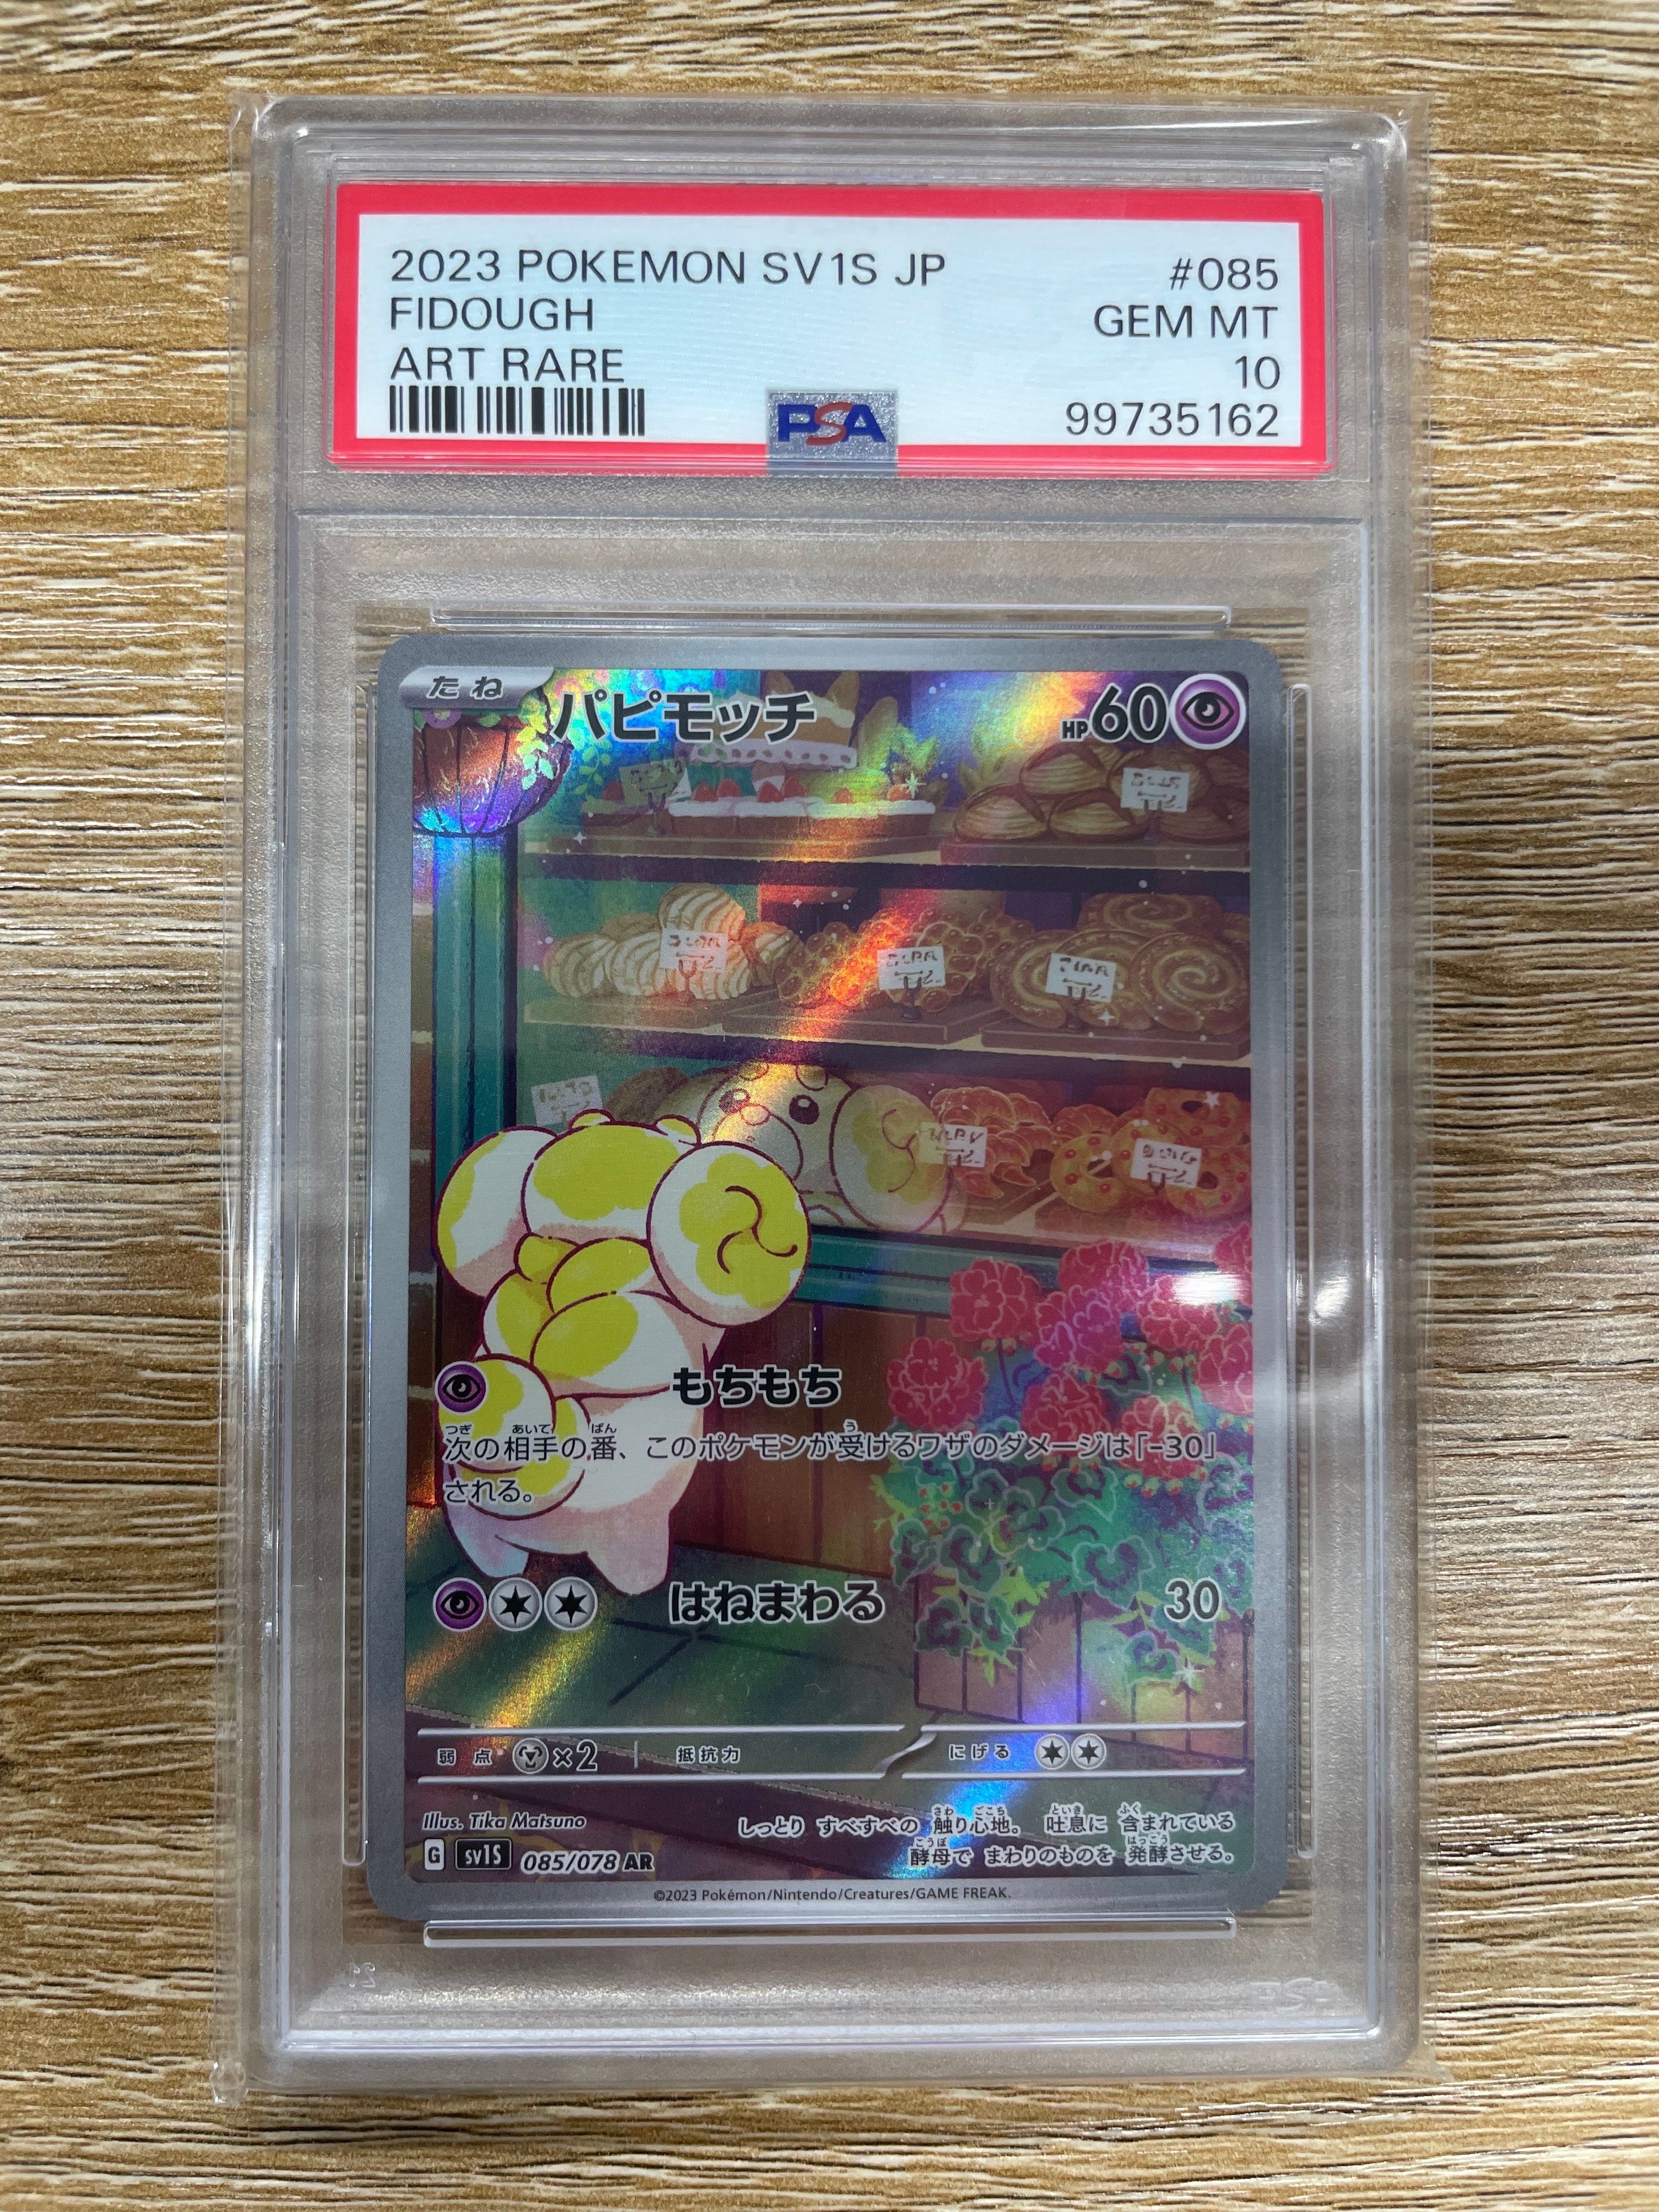 2023 POKEMON SV1S JP #085
FIDOUGH GEM MT
ART RARE 10
PSA 99735162
たね パピモッチ HP60
もちもち
次の相手の番、このポケモンが受けるワザのダメージは「-30」
される。
はねまわる 30
弱点 ×2 抵抗力 にげる
Illus. Tika Matsuno
しっとり すべすべの 触り心地。 吐息に 含まれている
酵母で まわりのものを 発酵させる。
G sv1S 085/078 AR
©2023 Pokémon/Nintendo/Creatures/GAME FREAK.